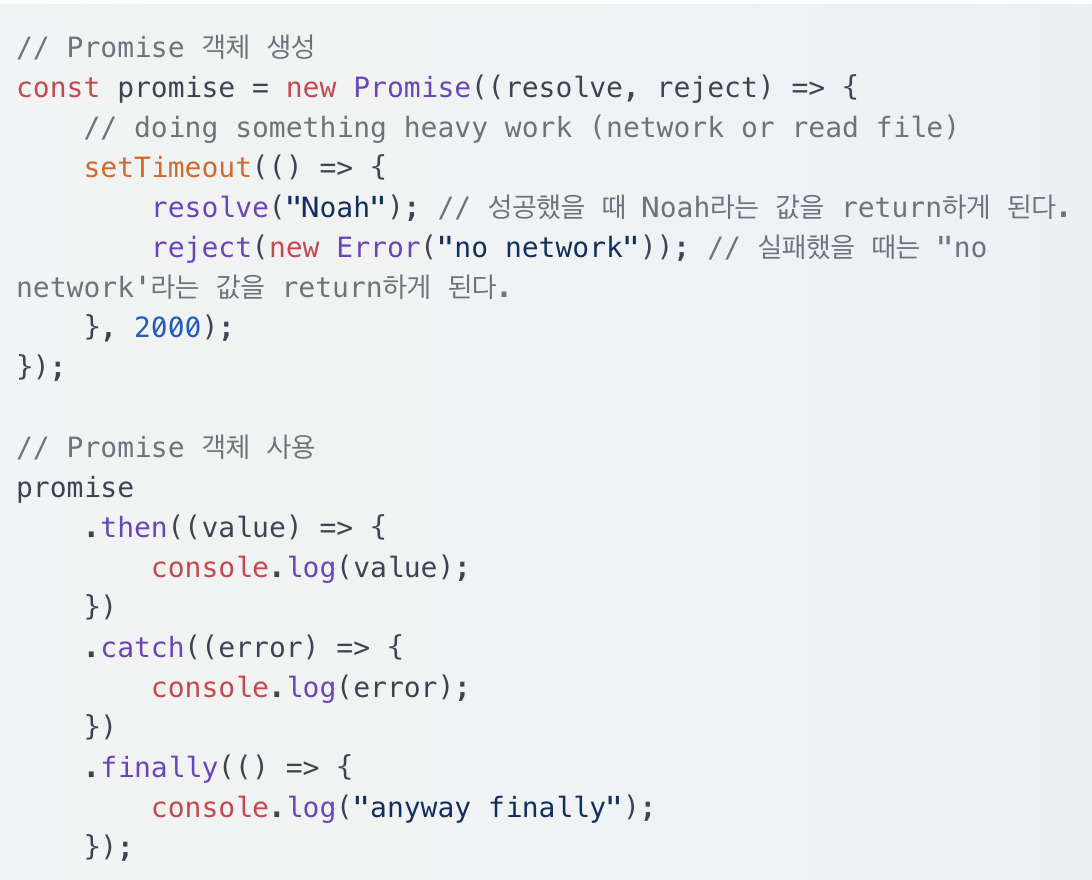 // Promise 객체 생성
const promise = new Promise((resolve, reject) => {
    // doing something heavy work (network or read file)
    setTimeout(() => {
        resolve("Noah"); // 성공했을 때 Noah라는 값을 return하게 된다.
        reject(new Error("no network")); // 실패했을 때는 "no
network'라는 값을 return하게 된다.
    }, 2000);
});

// Promise 객체 사용
promise
    .then((value) => {
        console.log(value);
    })
    .catch((error) => {
        console.log(error);
    })
    .finally(() => {
        console.log("anyway finally");
    });